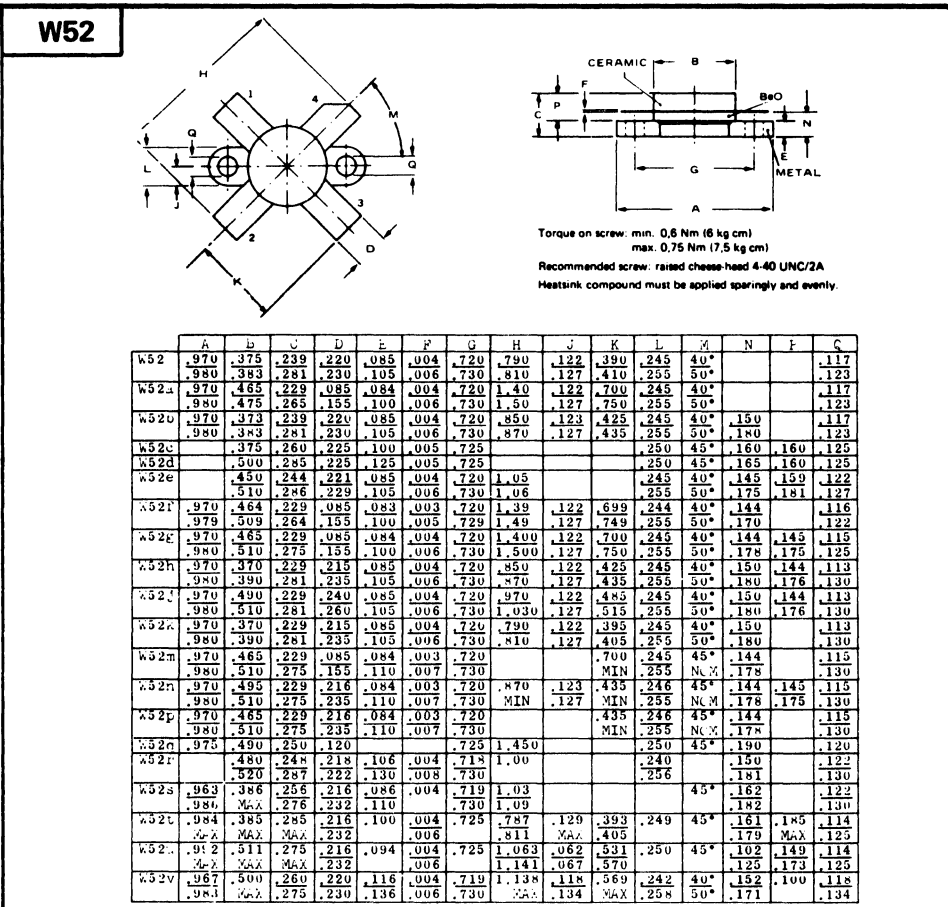 W52
H
1
4
M
Q
Q
L
J
2
3
D
K
CERAMIC
B
F
P
C
BeO
N
E
METAL
G
A
Torque on screw: min. 0,6 Nm (6 kg cm)
max. 0,75 Nm (7,5 kg cm)
Recommended screw: raised cheese-head 4-40 UNC/2A
Heatsink compound must be applied sparingly and evenly.
A B C D E F G H J K L M N P Q
W52 .970 .375 .239 .220 .085 .004 .720 .790 .122 .390 .245 40° .117
.980 .383 .281 .230 .105 .006 .730 .810 .127 .410 .255 50° .123
W52a .970 .465 .229 .085 .084 .004 .720 1.40 .122 .700 .245 40° .117
.980 .475 .265 .155 .100 .006 .730 1.50 .127 .750 .255 50° .123
W52b .970 .373 .239 .220 .085 .004 .720 .850 .123 .425 .245 40° .150 .117
.980 .383 .281 .230 .105 .006 .730 .870 .127 .435 .255 50° .180 .123
W52c .375 .260 .225 .100 .005 .725 .250 45° .160 .160 .125
W52d .500 .285 .225 .125 .005 .725 .250 45° .165 .160 .125
W52e .450 .244 .221 .085 .004 .720 1.05 .245 40° .145 .159 .122
.510 .286 .229 .105 .006 .730 1.06 .255 50° .175 .181 .127
W52f .970 .464 .229 .085 .083 .003 .720 1.39 .122 .699 .244 40° .144 .116
.979 .509 .264 .155 .100 .005 .729 1.49 .127 .749 .255 50° .170 .122
W52g .970 .465 .229 .085 .084 .004 .720 1.400 .122 .700 .245 40° .144 .145 .115
.980 .510 .275 .155 .100 .006 .730 1.500 .127 .750 .255 50° .178 .175 .125
W52h .970 .370 .229 .215 .085 .004 .720 .850 .122 .425 .245 40° .150 .144 .113
.980 .390 .281 .235 .105 .006 .730 .870 .127 .435 .255 50° .180 .176 .130
W52j .970 .490 .229 .240 .085 .004 .720 .970 .122 .485 .245 40° .150 .144 .113
.980 .510 .281 .260 .105 .006 .730 1.030 .127 .515 .255 50° .180 .176 .130
W52k .970 .370 .229 .215 .085 .004 .720 .790 .122 .395 .245 40° .150 .113
.980 .390 .281 .235 .105 .006 .730 .810 .127 .405 .255 50° .180 .130
W52m .970 .465 .229 .085 .084 .003 .720 .700 .245 45° .144 .115
.980 .510 .275 .155 .110 .007 .730 MIN .255 NOM .178 .130
W52n .970 .495 .229 .216 .084 .003 .720 .870 .123 .435 .246 45° .144 .145 .115
.980 .510 .275 .235 .110 .007 .730 MIN .127 MIN .255 NOM .178 .175 .130
W52p .970 .465 .229 .216 .084 .003 .720 .435 .246 45° .144 .115
.980 .510 .275 .235 .110 .007 .730 MIN .255 NOM .178 .130
W52q .975 .490 .250 .120 .725 1.450 .250 45° .190 .120
W52r .480 .248 .218 .106 .004 .718 1.00 .240 .150 .122
.520 .287 .222 .130 .008 .730 .256 .181 .130
W52s .963 .386 .256 .216 .086 .004 .719 1.03 45° .162 .122
.986 MAX .276 .232 .110 .730 1.09 .182 .130
W52t .984 .385 .285 .216 .100 .004 .725 .787 .129 .393 .249 45° .161 .185 .114
MAX MAX MAX .232 .006 .811 MAX .405 .179 MAX .125
W52u .992 .511 .275 .216 .094 .004 .725 1.063 .062 .531 .250 45° .102 .149 .114
MAX MAX MAX .232 .006 1.141 .067 .570 .125 .173 .125
W52v .967 .500 .260 .220 .116 .004 .719 1.138 .118 .569 .242 40° .152 .100 .118
.983 MAX .275 .230 .136 .006 .730 MAX .134 MAX .258 50° .171 .134